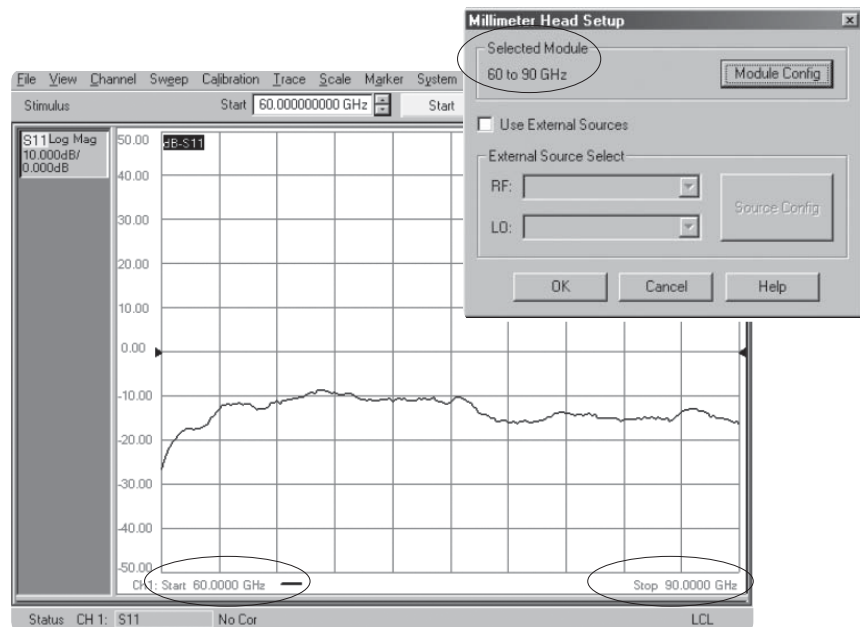 Millimeter Head Setup
Selected Module
60 to 90 GHz
Module Config
Use External Sources
External Source Select
RF:
LO:
Source Config
OK Cancel Help
File View Channel Sweep Calibration Trace Scale Marker System
Stimulus Start 60.000000000 GHz Start
S11 Log Mag
10.000dB/
0.000dB
dB-S11
50.00
40.00
30.00
20.00
10.00
0.00
-10.00
-20.00
-30.00
-40.00
-50.00
CH1: Start 60.0000 GHz Stop 90.0000 GHz
Status CH 1: S11 No Cor LCL